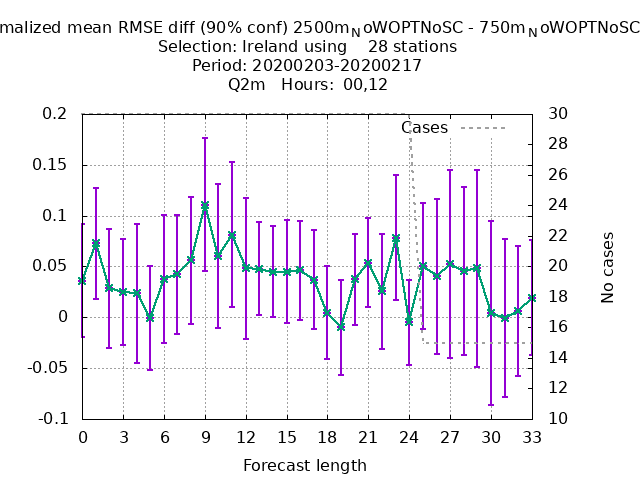 malized mean RMSE diff (90% conf) 2500mNoWOPTNoSC - 750mNoWOPTNoSC
Selection: Ireland using 28 stations
Period: 20200203-20200217
Q2m Hours: 00,12
Cases
0.2
0.15
0.1
0.05
0
-0.05
-0.1
30
28
26
24
22
20
18
16
14
12
10
No cases
0 3 6 9 12 15 18 21 24 27 30 33
Forecast length